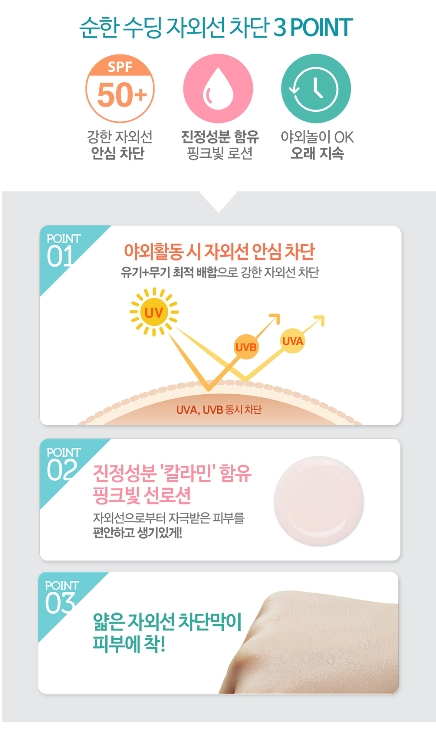 순한 수딩 자외선 차단 3 POINT
SPF
50+
강한 자외선
안심 차단
진정성분 함유
핑크빛 로션
야외놀이 OK
오래 지속
POINT
01
야외활동 시 자외선 안심 차단
유기+무기 최적 배합으로 강한 자외선 차단
UV
UVB
UVA
UVA, UVB 동시 차단
POINT
02
진정성분 '칼라민' 함유
핑크빛 선로션
자외선으로부터 자극받은 피부를
편안하고 생기있게!
POINT
03
얇은 자외선 차단막이
피부에 착!